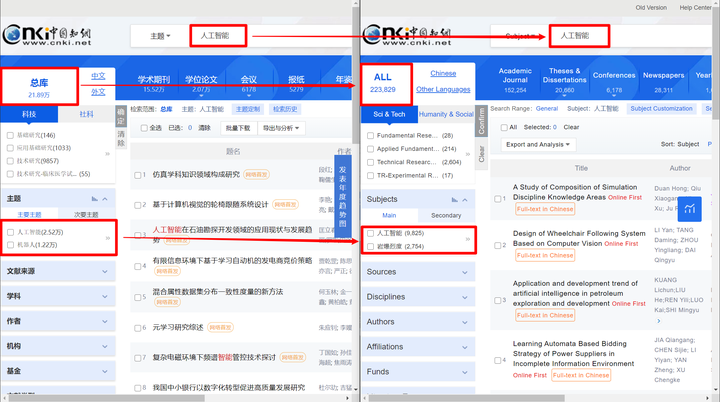 Cnki 中国知网
www.cnki.net
主题
人工智能
总库
21.89万
中文
外文
学术期刊
15.25万
学位论文
2.07万
会议
6178
报纸
5279
年鉴
科技
社科
基础研究(146)
应用基础研究(1033)
技术研究(9857)
技术研究-临床医学试... (55)
»
确定
清除
检索范围: 总库 主题: 人工智能 主题定制 检索历史
全选 已选: 0 清除 批量下载 导出与分析
题名
作者
主题
主要主题
次要主题
人工智能(2.52万)
机器人(1.22万)
»
文献来源
学科
作者
机构
基金
1 仿真学科知识领域构成研究 网络首发
2 基于计算机视觉的轮椅跟随系统设计 网络首发
3 人工智能在石油勘探开发领域的应用现状与发展趋势 网络首发
4 有限信息环境下基于学习自动机的发电商竞价策略 网络首发
5 混合属性数据集分布一致性度量的新方法 网络首发
6 元学习研究综述 网络首发
7 复杂电磁环境下频谱智能管控技术探讨 网络首发
8 我国中小银行以数字化转型促进高质量发展研究
发表年度趋势图
Old Version Help Center
Cnki 中国知网
www.cnki.net
Subject
人工智能
ALL
223,829
Chinese
Other Languages
Academic Journal
152,254
Theses & Dissertations
20,660
Conferences
6,178
Newspapers
28,311
Sci & Tech
Humanity & Social
Fundamental Rese... (28)
Applied Fundament... (214)
Technical Researc... (2,604)
TR-Experimental R... (17)
»
Confirm
Clear
Search Range: General Subject: 人工智能 Subject Customization
All Selected: 0 Clear
Export and Analysis
Sort: Subject
Title
Author
Subjects
Main
Secondary
人工智能 (9,825)
岩爆烈度 (2,754)
»
Sources
Disciplines
Authors
Affiliations
Funds
1 A Study of Composition of Simulation Discipline Knowledge Areas Online First
Full-text in Chinese
Duan Hong; Qiu
2 Design of Wheelchair Following System Based on Computer Vision Online First
Full-text in Chinese
Li Yan; TANG Daming; ZHOU Yingliang; DAI Qingyu
3 Application and development trend of artificial intelligence in petroleum exploration and development Online First
Full-text in Chinese
KUANG Lichun;LIU He;REN Yili;LUO Kai;SHI Mingyu
4 Learning Automata Based Bidding Strategy of Power Suppliers in Incomplete Information Environment
Online First Full-text in Chinese
JIA Qiangang; CHEN Sijie; LI Yiyan; YAN Zheng; XU Chengke